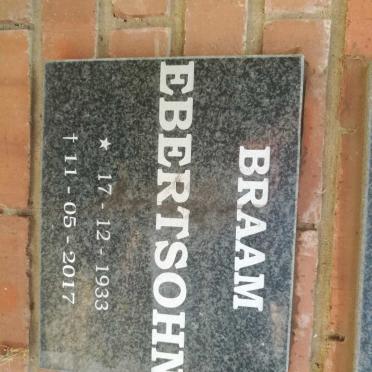 BRAAM
EBERTSOHN
★ 17 - 12 - 1933
† 11 - 05 - 2017